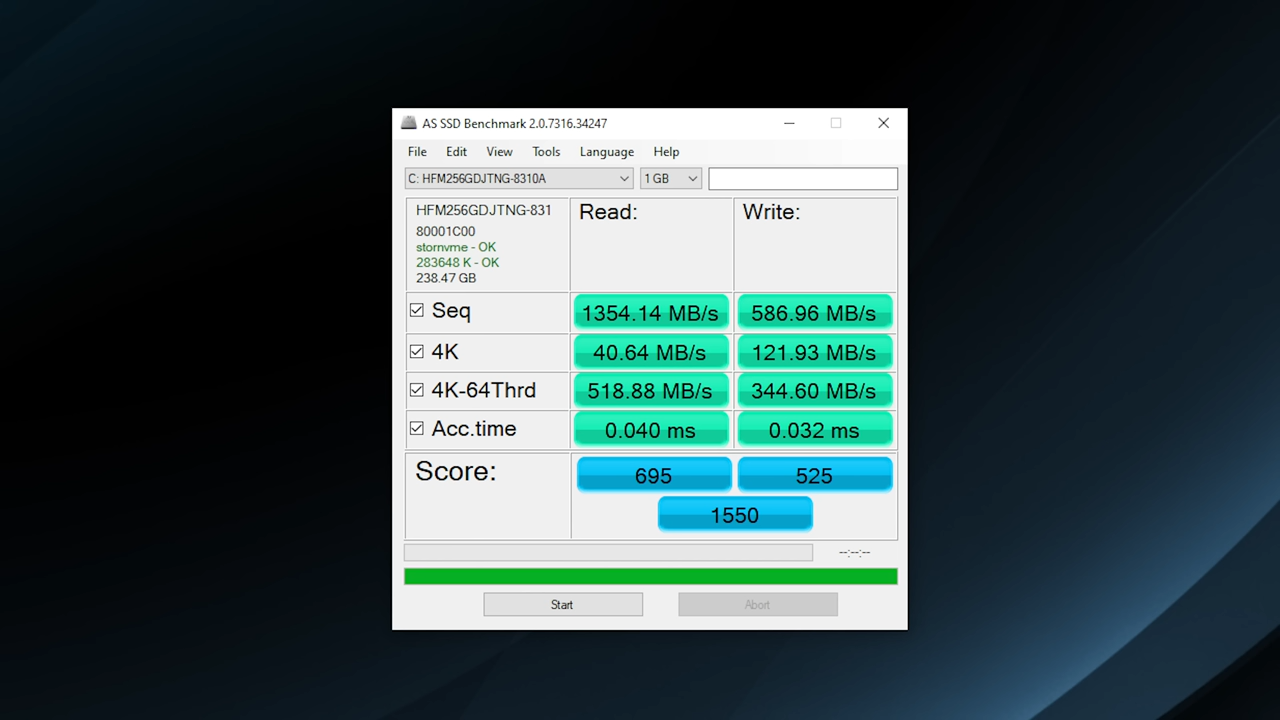 AS SSD Benchmark 2.0.7316.34247
File Edit View Tools Language Help
C: HFM256GDJTNG-8310A 1 GB
HFM256GDJTNG-831
80001C00
stornvme - OK
283648 K - OK
238.47 GB
Read: Write:
Seq 1354.14 MB/s 586.96 MB/s
4K 40.64 MB/s 121.93 MB/s
4K-64Thrd 518.88 MB/s 344.60 MB/s
Acc.time 0.040 ms 0.032 ms
Score: 695 525
1550
--:--:--
Start Abort